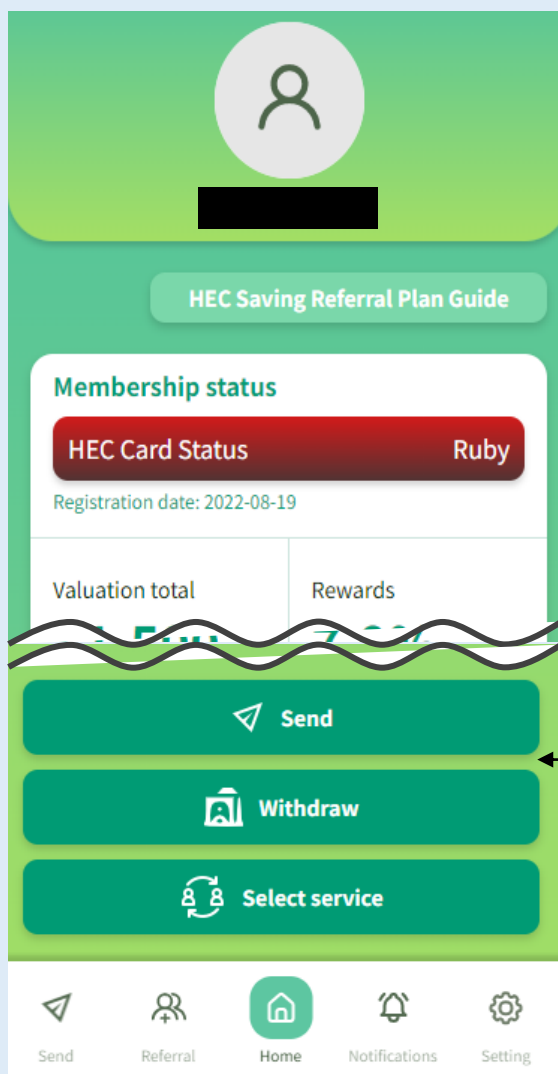 HEC Saving Referral Plan Guide
Membership status
HEC Card Status Ruby
Registration date: 2022-08-19
Valuation total Rewards
Send
Withdraw
Select service
Send Referral Home Notifications Setting